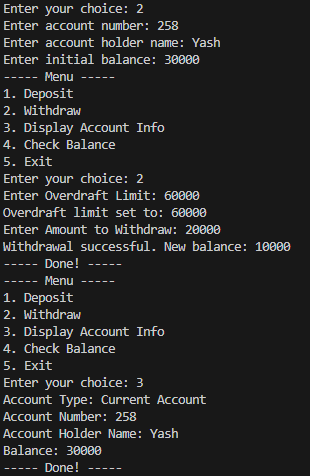 Enter your choice: 2
Enter account number: 258
Enter account holder name: Yash
Enter initial balance: 30000
----- Menu -----
1. Deposit
2. Withdraw
3. Display Account Info
4. Check Balance
5. Exit
Enter your choice: 2
Enter Overdraft Limit: 60000
Overdraft limit set to: 60000
Enter Amount to Withdraw: 20000
Withdrawal successful. New balance: 10000
----- Done! -----
----- Menu -----
1. Deposit
2. Withdraw
3. Display Account Info
4. Check Balance
5. Exit
Enter your choice: 3
Account Type: Current Account
Account Number: 258
Account Holder Name: Yash
Balance: 30000
----- Done! -----